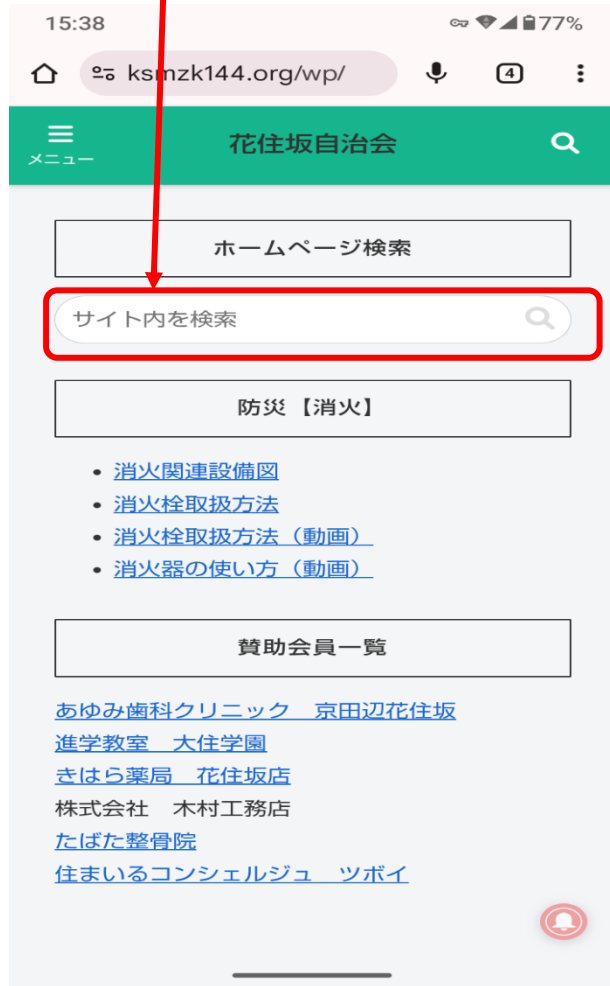 15:38 77%
ksmzk144.org/wp/ 4
メニュー 花住坂自治会
ホームページ検索
サイト内を検索
防災【消火】
• 消火関連設備図
• 消火栓取扱方法
• 消火栓取扱方法（動画）
• 消火器の使い方（動画）
賛助会員一覧
あゆみ歯科クリニック　京田辺花住坂
進学教室　大住学園
きはら薬局　花住坂店
株式会社　木村工務店
たばた整骨院
住まいるコンシェルジュ　ツボイ